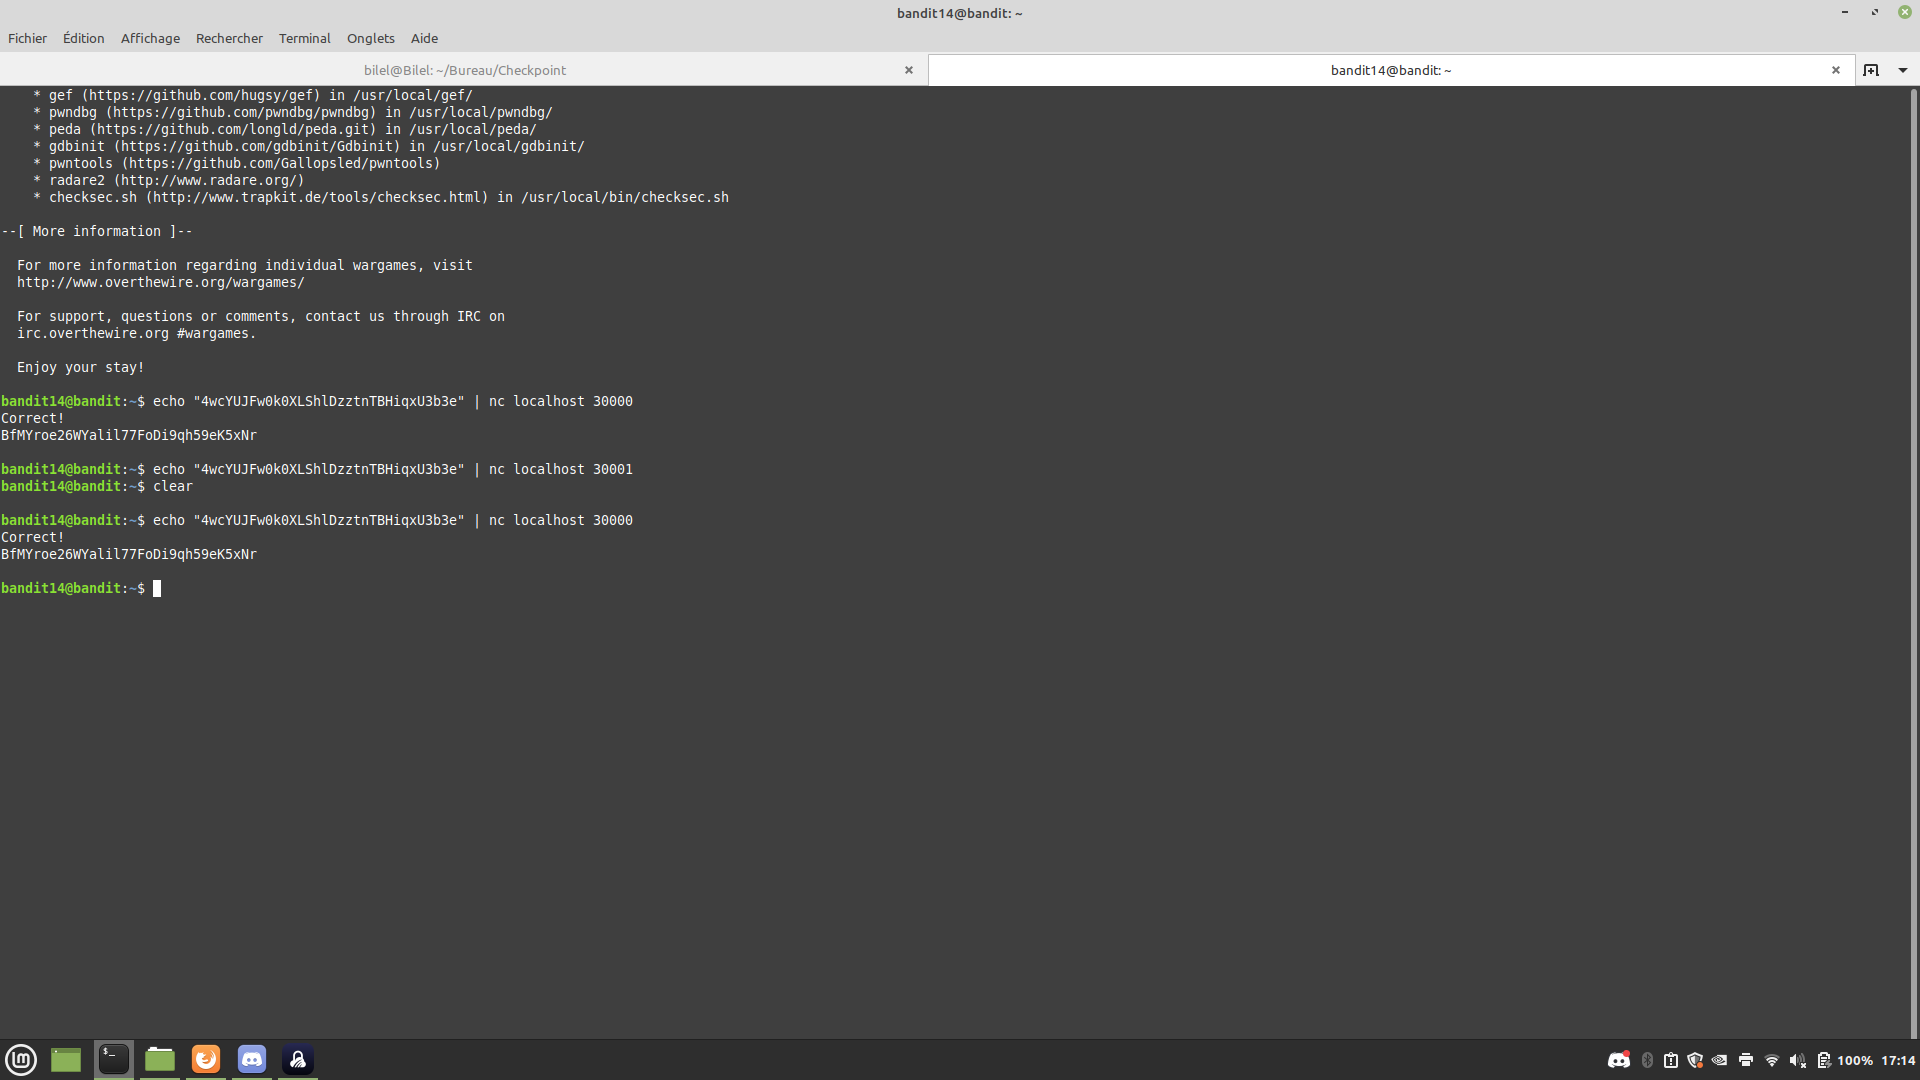 bandit14@bandit: ~
Fichier Édition Affichage Rechercher Terminal Onglets Aide
bilel@Bilel: ~/Bureau/Checkpoint
bandit14@bandit: ~
* gef (https://github.com/hugsy/gef) in /usr/local/gef/
* pwndbg (https://github.com/pwndbg/pwndbg) in /usr/local/pwndbg/
* peda (https://github.com/longld/peda.git) in /usr/local/peda/
* gdbinit (https://github.com/gdbinit/Gdbinit) in /usr/local/gdbinit/
* pwntools (https://github.com/Gallopsled/pwntools)
* radare2 (http://www.radare.org/)
* checksec.sh (http://www.trapkit.de/tools/checksec.html) in /usr/local/bin/checksec.sh
--[ More information ]--
For more information regarding individual wargames, visit
http://www.overthewire.org/wargames/
For support, questions or comments, contact us through IRC on
irc.overthewire.org #wargames.
Enjoy your stay!
bandit14@bandit:~$ echo "4wcYUJFw0k0XLShlDzztnTBHiqxU3b3e" | nc localhost 30000
Correct!
BfMYroe26WYalil77FoDi9qh59eK5xNr
bandit14@bandit:~$ echo "4wcYUJFw0k0XLShlDzztnTBHiqxU3b3e" | nc localhost 30001
bandit14@bandit:~$ clear
bandit14@bandit:~$ echo "4wcYUJFw0k0XLShlDzztnTBHiqxU3b3e" | nc localhost 30000
Correct!
BfMYroe26WYalil77FoDi9qh59eK5xNr
bandit14@bandit:~$
100% 17:14